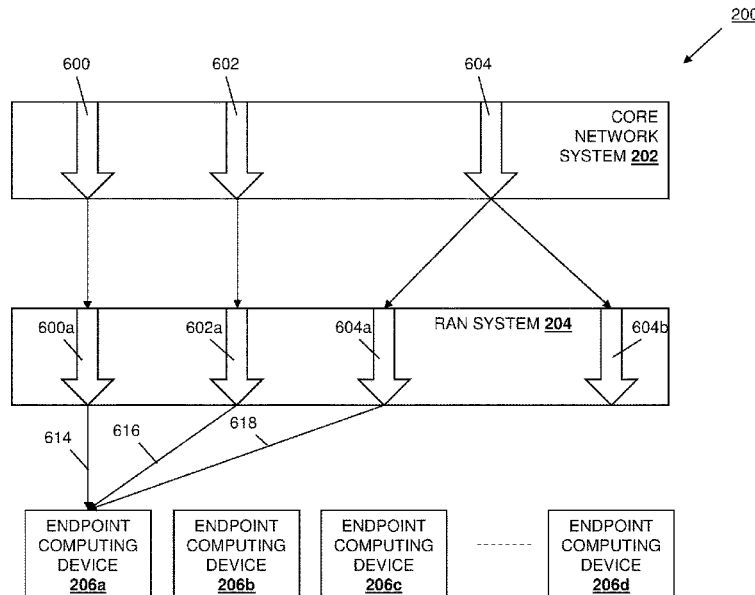 200
600
602
604
CORE
NETWORK
SYSTEM 202
600a
602a
604a
RAN SYSTEM 204
604b
614
616
618
ENDPOINT
COMPUTING
DEVICE
206a
ENDPOINT
COMPUTING
DEVICE
206b
ENDPOINT
COMPUTING
DEVICE
206c
ENDPOINT
COMPUTING
DEVICE
206d